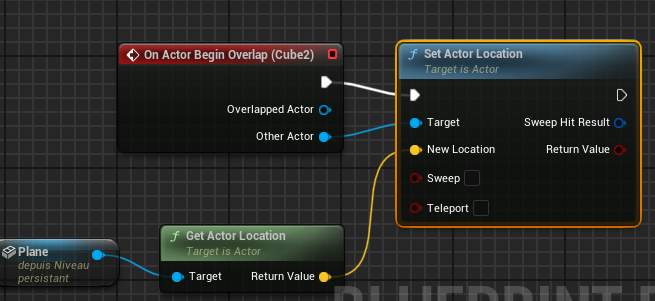 On Actor Begin Overlap (Cube2)
Overlapped Actor
Other Actor
Set Actor Location
Target is Actor
Target
Sweep Hit Result
New Location
Return Value
Sweep
Teleport
Plane
depuis Niveau
persistant
Get Actor Location
Target is Actor
Target
Return Value